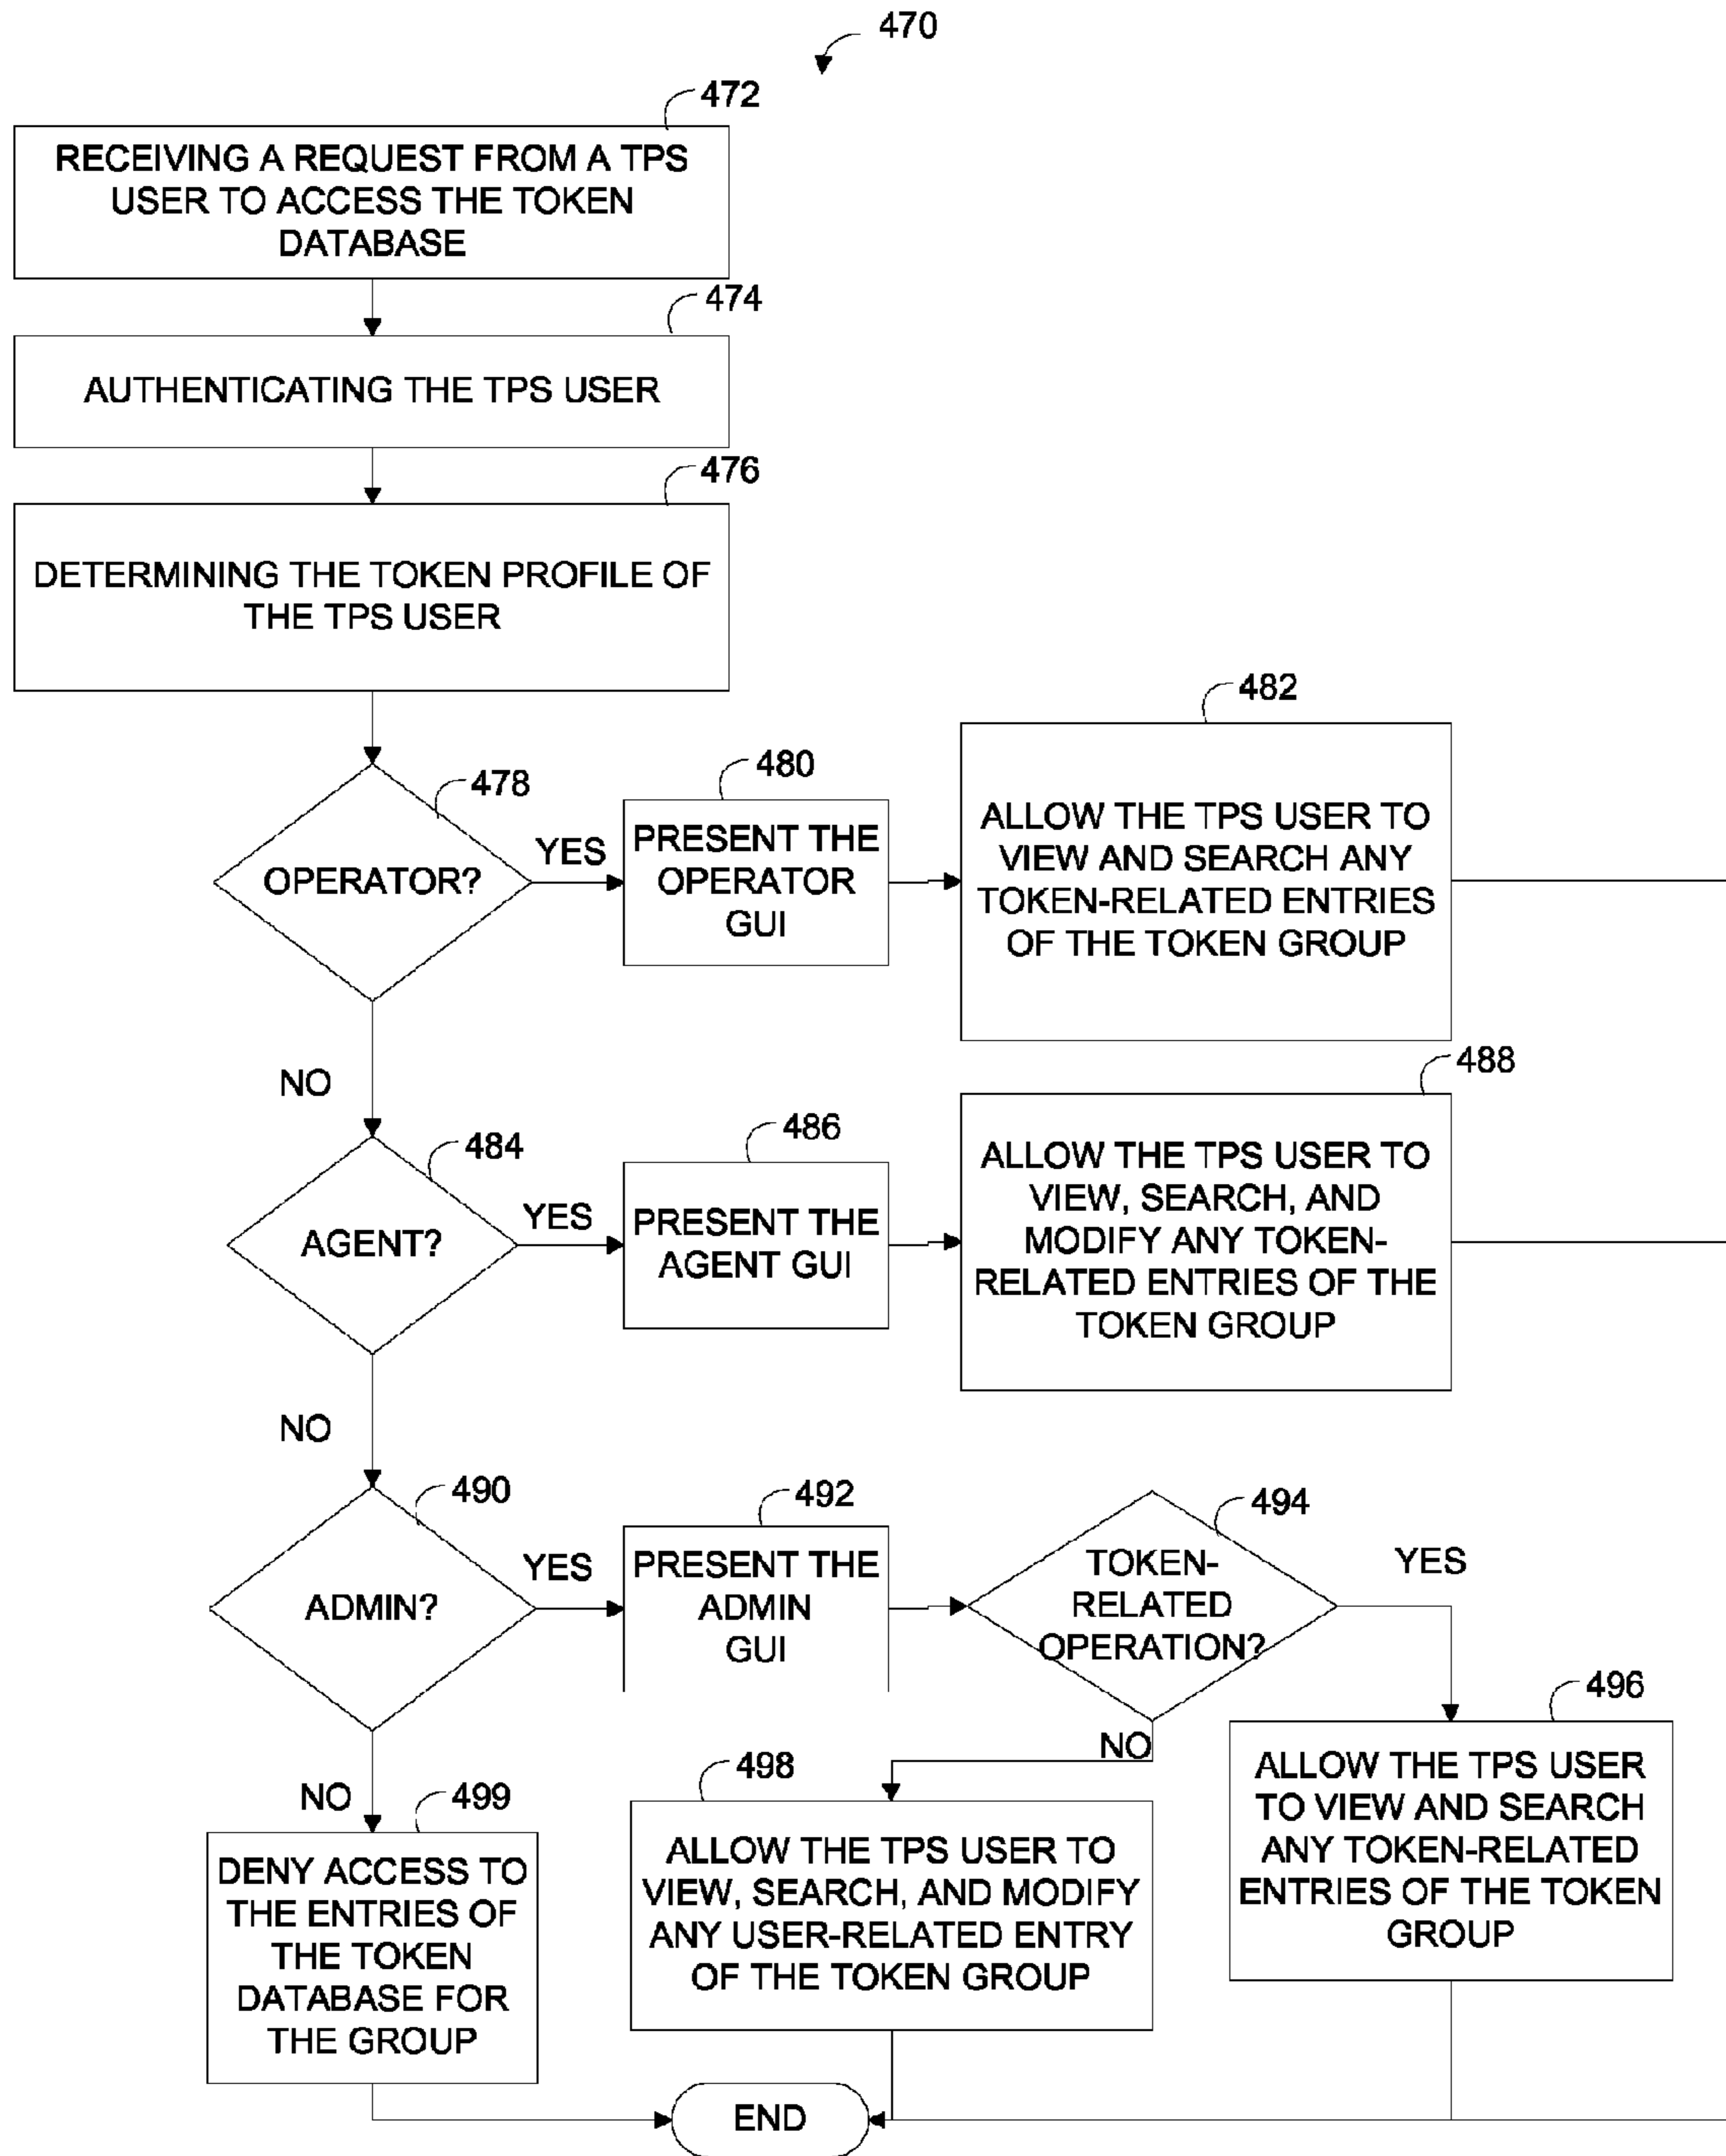 470
472
RECEIVING A REQUEST FROM A TPS
USER TO ACCESS THE TOKEN
DATABASE
474
AUTHENTICATING THE TPS USER
476
DETERMINING THE TOKEN PROFILE OF
THE TPS USER
478
OPERATOR?
YES
480
PRESENT THE
OPERATOR
GUI
482
ALLOW THE TPS USER TO
VIEW AND SEARCH ANY
TOKEN-RELATED ENTRIES
OF THE TOKEN GROUP
NO
484
AGENT?
YES
486
PRESENT THE
AGENT GUI
488
ALLOW THE TPS USER TO
VIEW, SEARCH, AND
MODIFY ANY TOKEN-
RELATED ENTRIES OF THE
TOKEN GROUP
NO
490
ADMIN?
YES
492
PRESENT THE
ADMIN
GUI
494
TOKEN-
RELATED
OPERATION?
YES
496
ALLOW THE TPS USER
TO VIEW AND SEARCH
ANY TOKEN-RELATED
ENTRIES OF THE TOKEN
GROUP
NO
498
ALLOW THE TPS USER TO
VIEW, SEARCH, AND MODIFY
ANY USER-RELATED ENTRY
OF THE TOKEN GROUP
NO
499
DENY ACCESS TO
THE ENTRIES OF
THE TOKEN
DATABASE FOR
THE GROUP
END